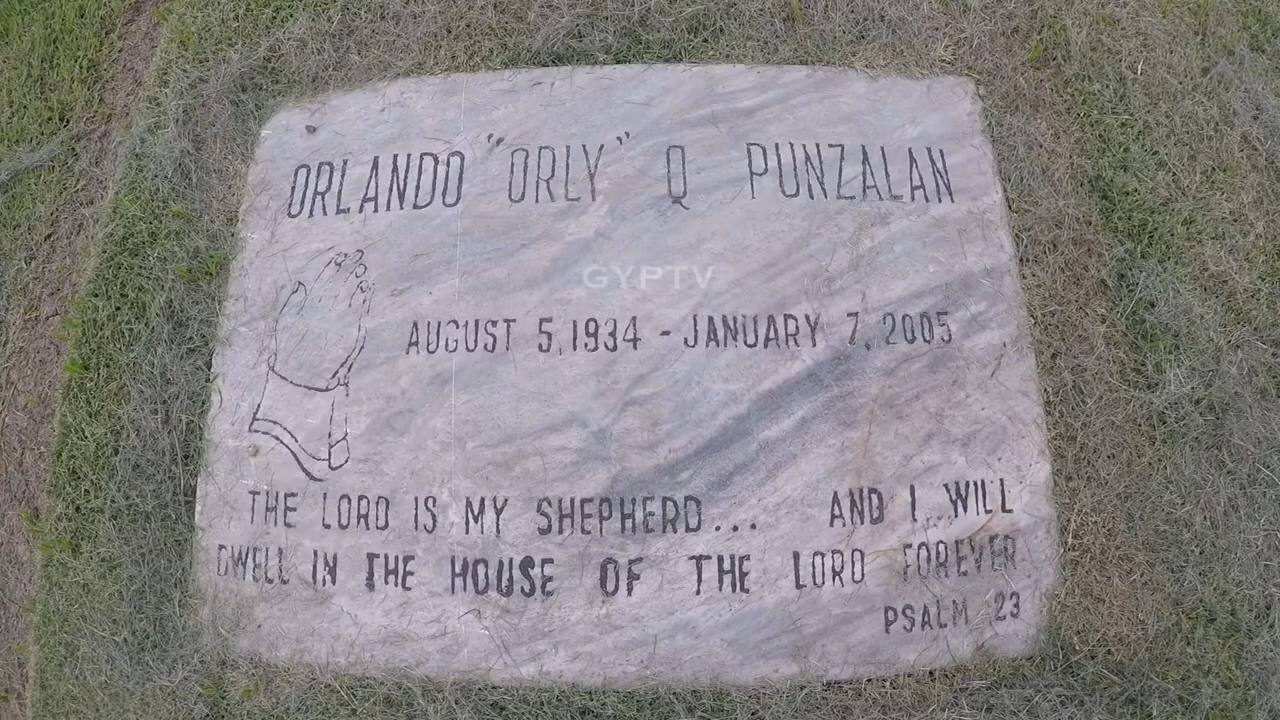 ORLANDO "ORLY" Q PUNZALAN
GYPTV
AUGUST 5, 1934 - JANUARY 7, 2005
THE LORD IS MY SHEPHERD... AND I WILL
DWELL IN THE HOUSE OF THE LORD FOREVER
PSALM 23